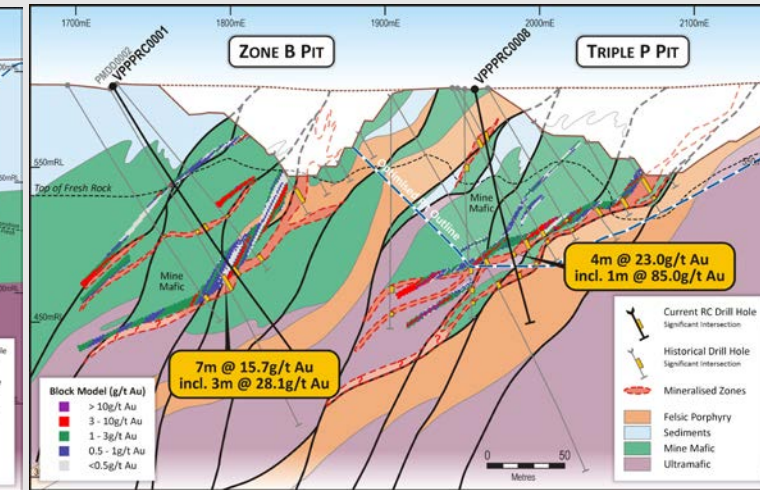 1700mE
1800mE
1900mE
2000mE
2100mE
PMDD0002
VPPPRC0001
ZONE B PIT
VPPPRC0008
TRIPLE P PIT
550mRL
Top of Fresh Rock
Optimised Pit Outline
Mine
Mafic
Mine
Mafic
450mRL
4m @ 23.0g/t Au
incl. 1m @ 85.0g/t Au
7m @ 15.7g/t Au
incl. 3m @ 28.1g/t Au
?
?
?
?
Block Model (g/t Au)
> 10g/t Au
3 - 10g/t Au
1 - 3g/t Au
0.5 - 1g/t Au
<0.5g/t Au
0
50
Metres
Current RC Drill Hole
Significant Intersection
Historical Drill Hole
Significant Intersection
Mineralised Zones
Felsic Porphyry
Sediments
Mine Mafic
Ultramafic